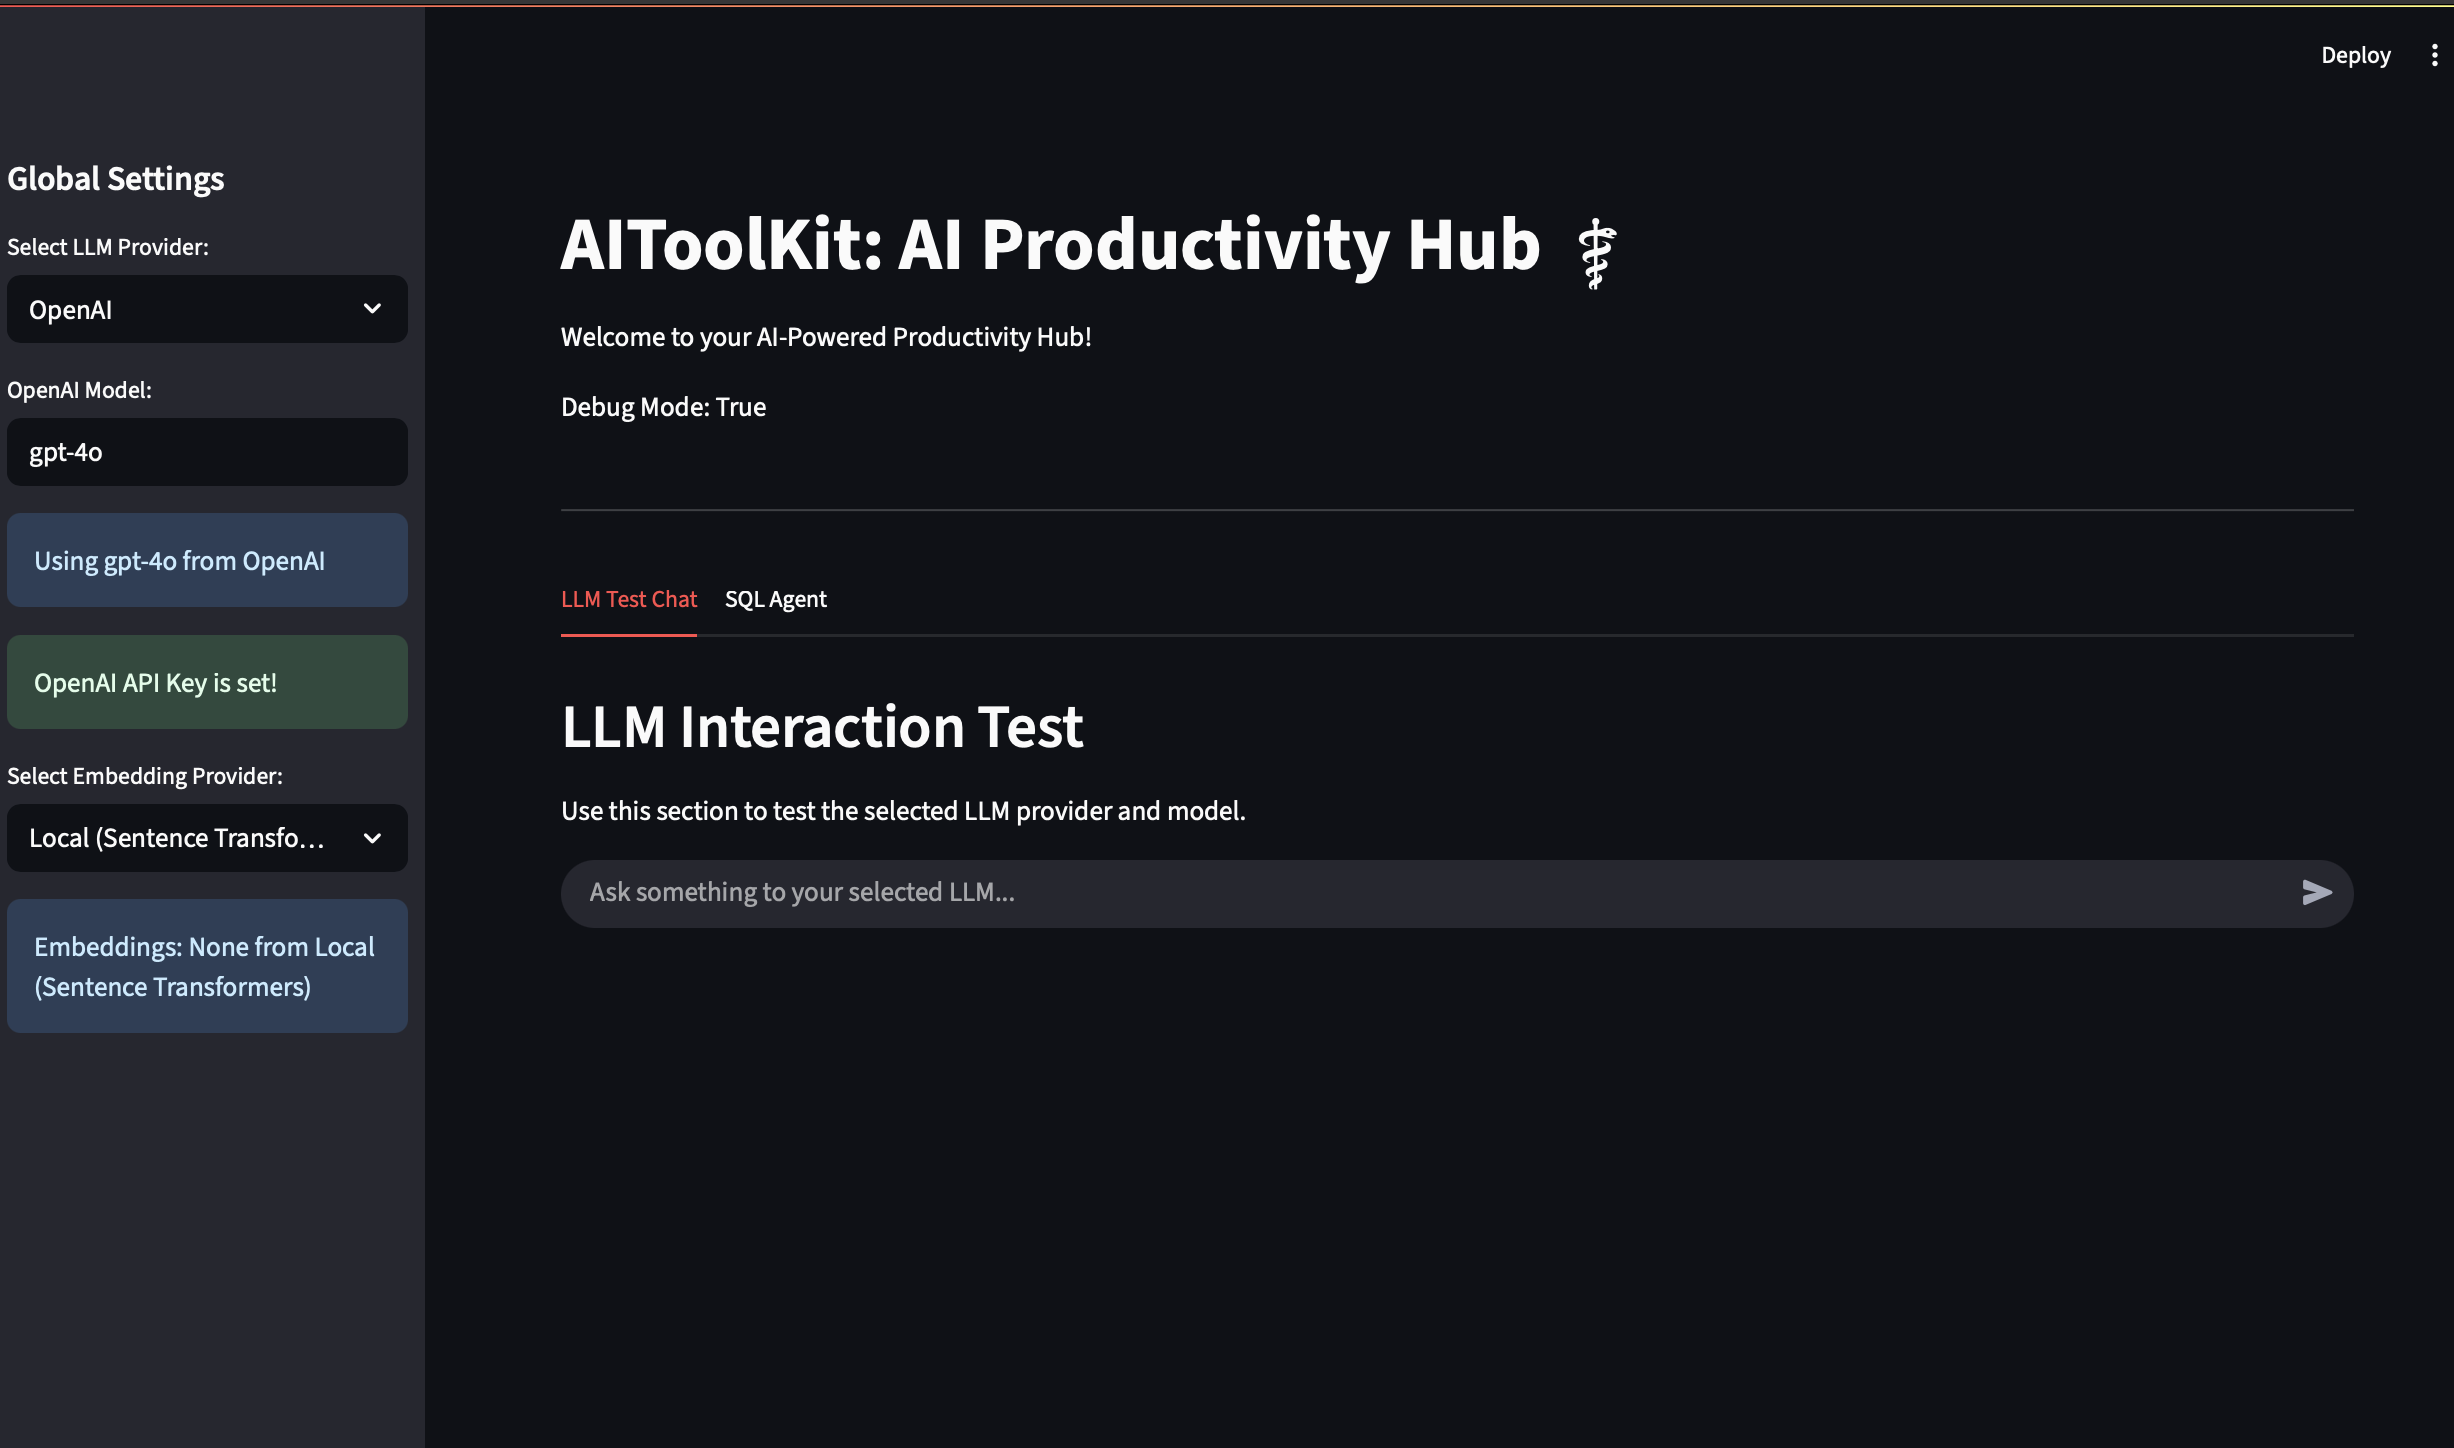 Deploy
Global Settings
Select LLM Provider:
OpenAI
OpenAI Model:
gpt-4o
Using gpt-4o from OpenAI
OpenAI API Key is set!
Select Embedding Provider:
Local (Sentence Transfo...
Embeddings: None from Local
(Sentence Transformers)
AIToolKit: AI Productivity Hub ⚕
Welcome to your AI-Powered Productivity Hub!
Debug Mode: True
LLM Test Chat SQL Agent
LLM Interaction Test
Use this section to test the selected LLM provider and model.
Ask something to your selected LLM...